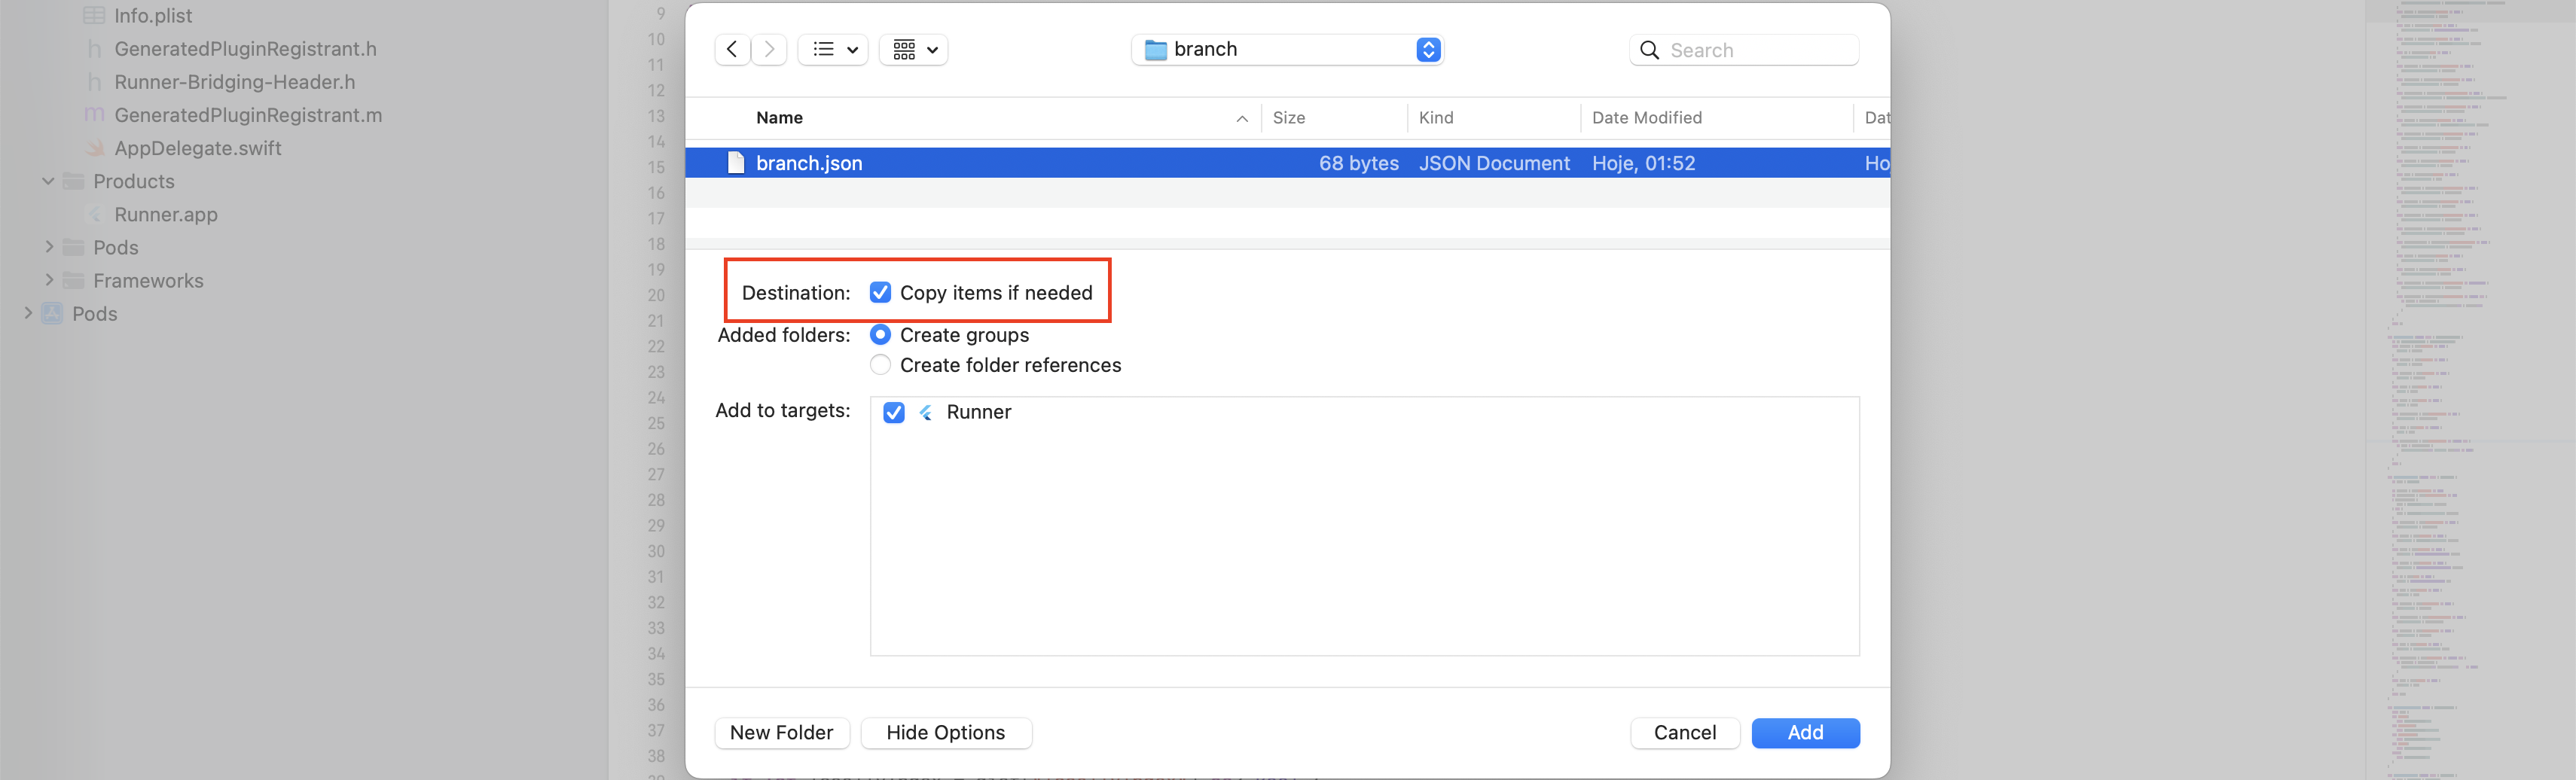 Info.plist
GeneratedPluginRegistrant.h
Runner-Bridging-Header.h
GeneratedPluginRegistrant.m
AppDelegate.swift
Products
Runner.app
Pods
Frameworks
Pods
9
10
11
12
13
14
15
16
17
18
19
20
21
22
23
24
25
26
27
28
29
30
31
32
33
34
35
36
37
38
branch
Search
Name Size Kind Date Modified Dat
branch.json 68 bytes JSON Document Hoje, 01:52 Ho
Destination: Copy items if needed
Added folders: Create groups
Create folder references
Add to targets: Runner
New Folder Hide Options Cancel Add